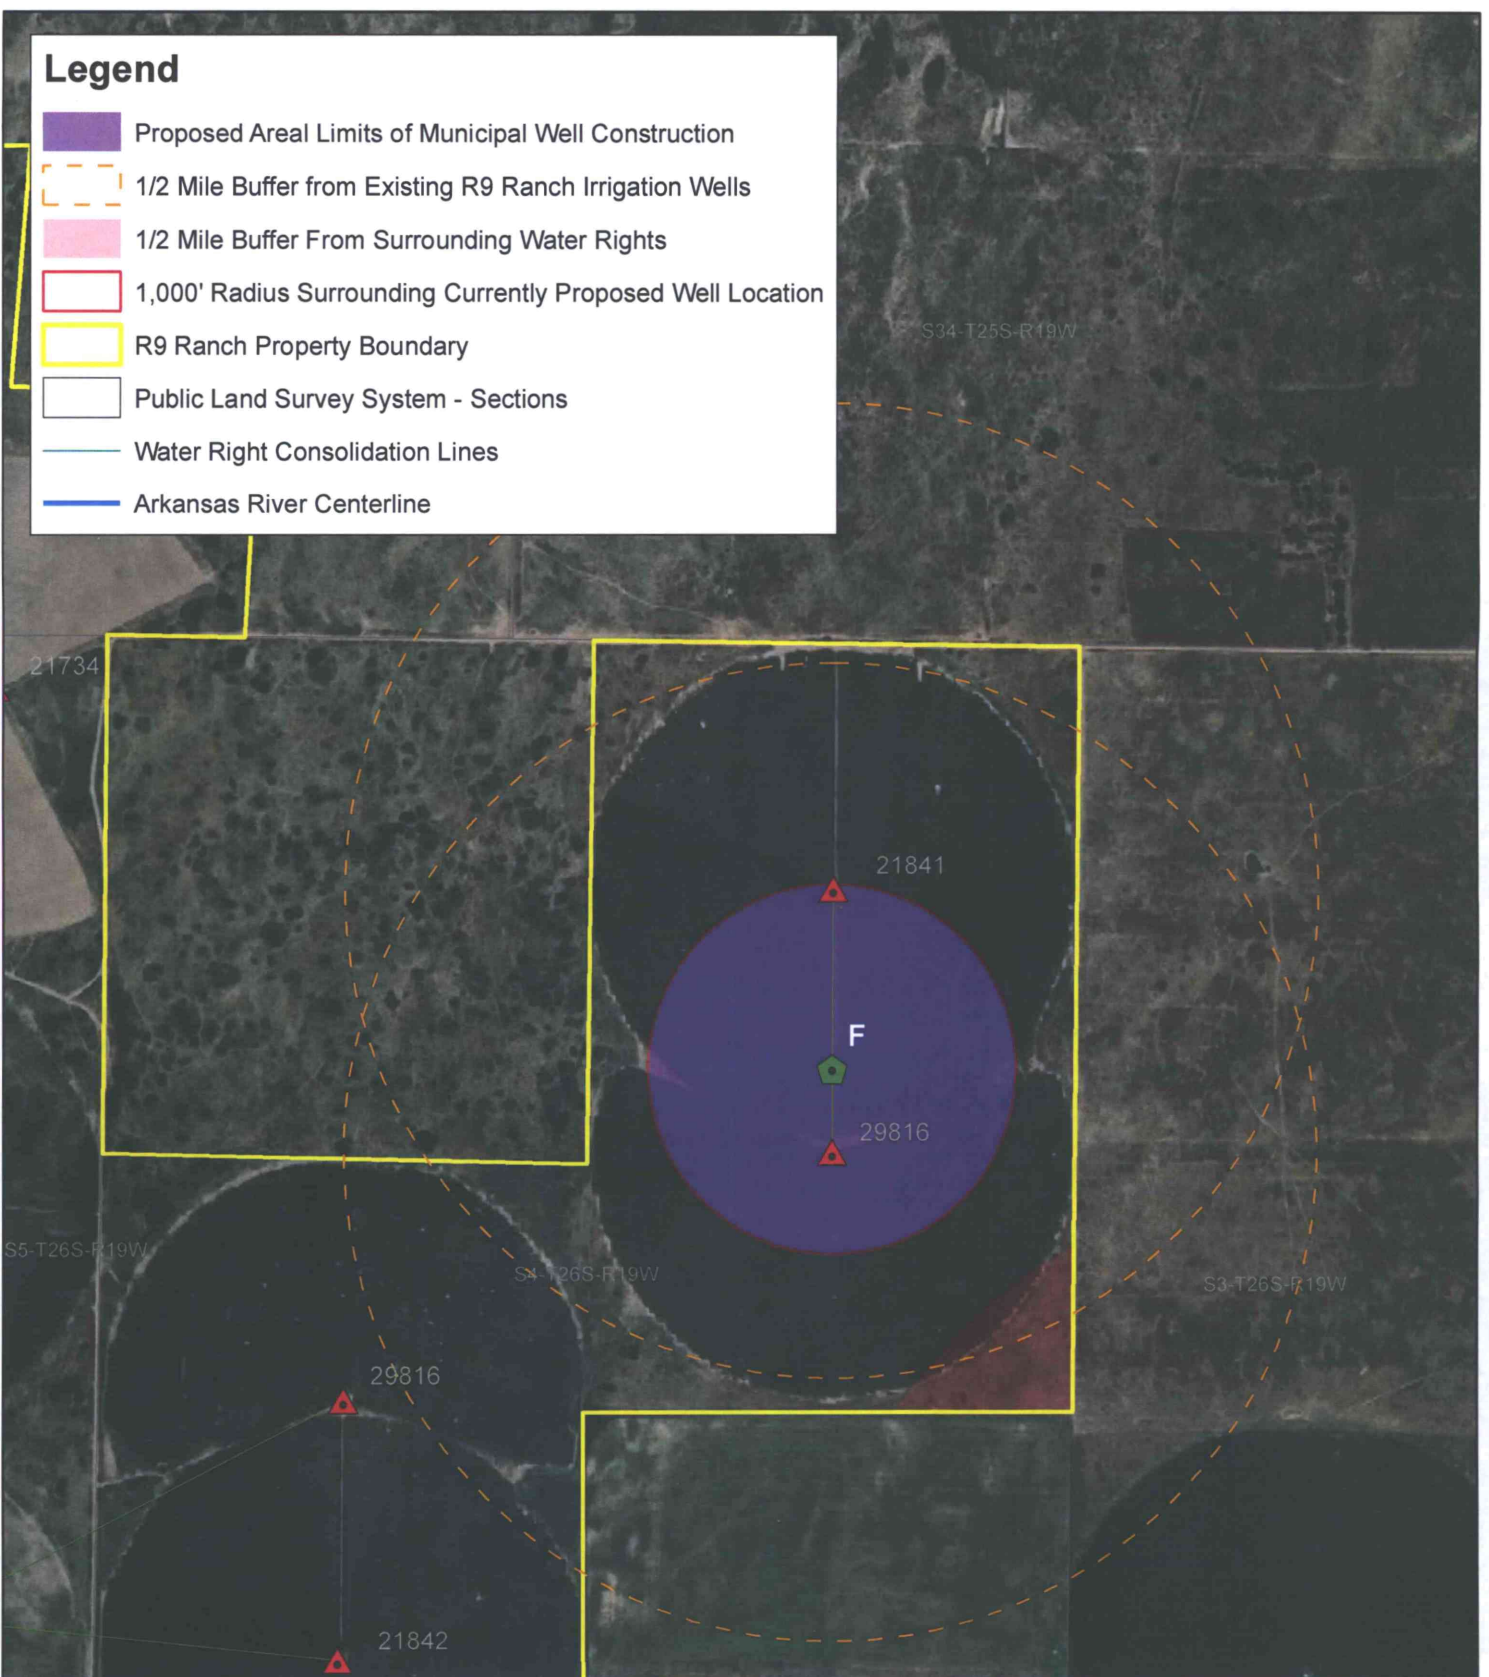 Legend
Proposed Areal Limits of Municipal Well Construction
1/2 Mile Buffer from Existing R9 Ranch Irrigation Wells
1/2 Mile Buffer From Surrounding Water Rights
1,000' Radius Surrounding Currently Proposed Well Location
R9 Ranch Property Boundary
Public Land Survey System - Sections
Water Right Consolidation Lines
Arkansas River Centerline
S34-T25S-R19W
21734
21841
F
29816
S5-T26S-R19W
S4-T26S-R19W
S3-T26S-R19W
29816
21842